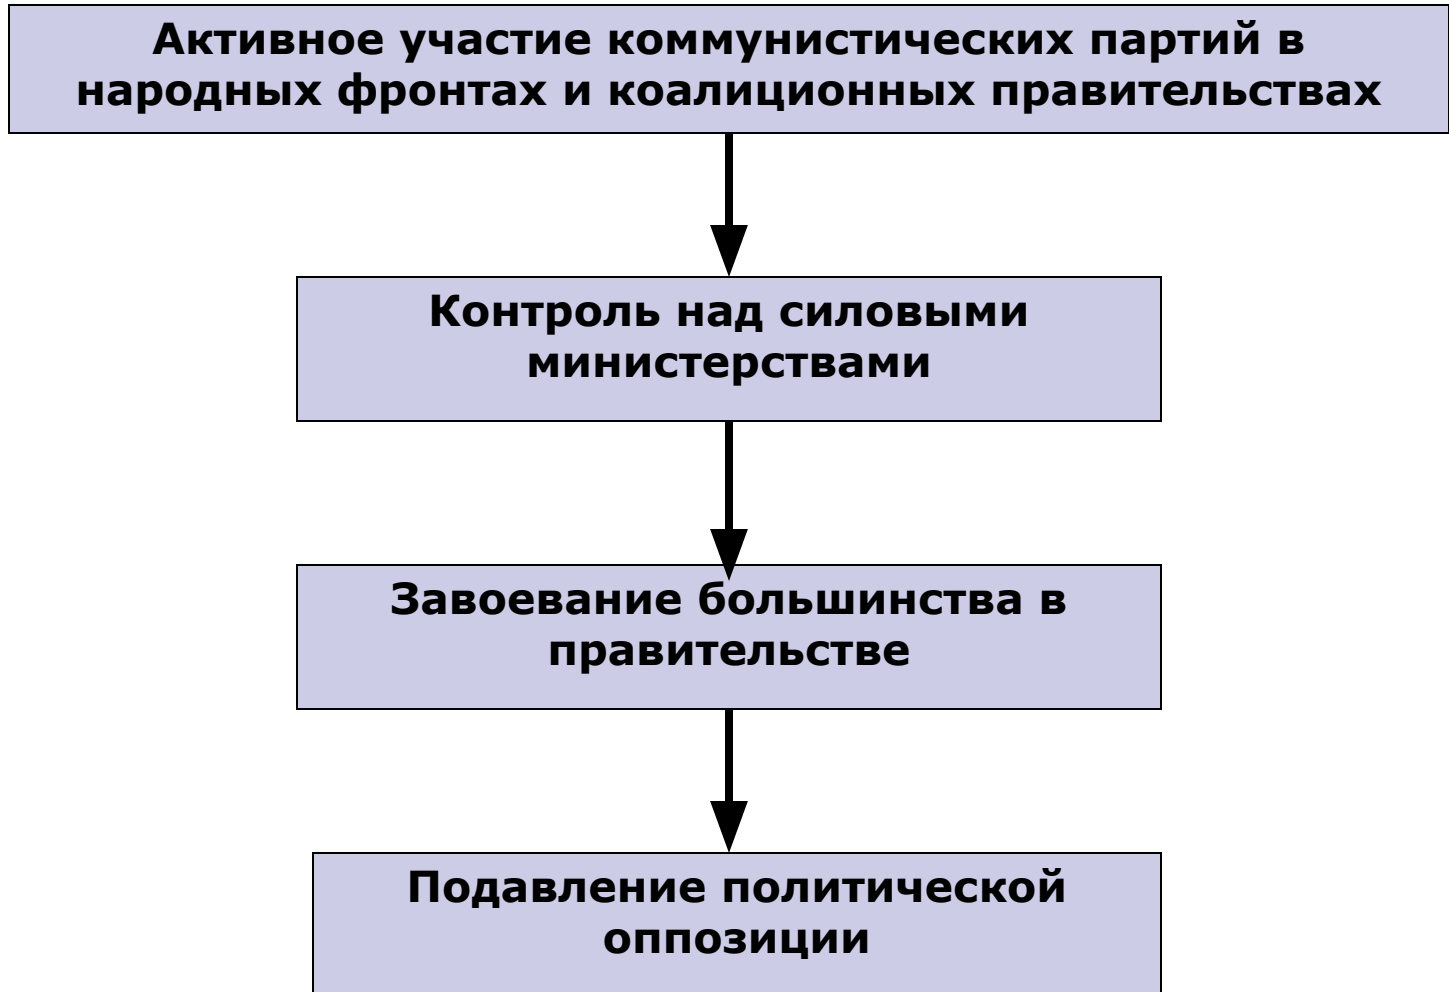 Активное участие коммунистических партий в
народных фронтах и коалиционных правительствах
Контроль над силовыми
министерствами
Завоевание большинства в
правительстве
Подавление политической
оппозиции